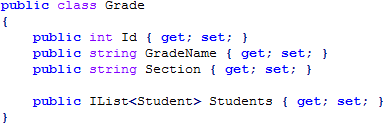 public class Grade
{
    public int Id { get; set; }
    public string GradeName { get; set; }
    public string Section { get; set; }

    public IList<Student> Students { get; set; }
}